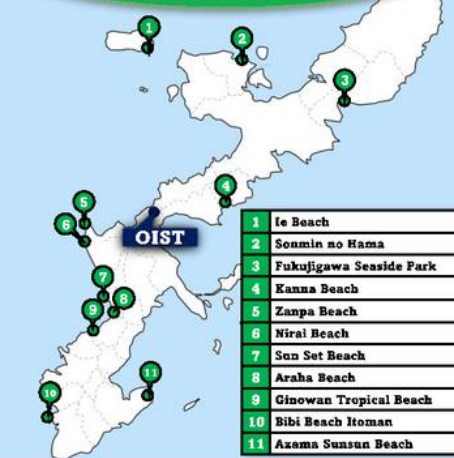 1
2
3
4
5
6
OIST
7
8
9
10
11
1 Ie Beach
2 Sonmin no Hama
3 Fukujigawa Seaside Park
4 Kanna Beach
5 Zanpa Beach
6 Nirai Beach
7 Sun Set Beach
8 Araha Beach
9 Ginowan Tropical Beach
10 Bibi Beach Itoman
11 Azama Sunsun Beach